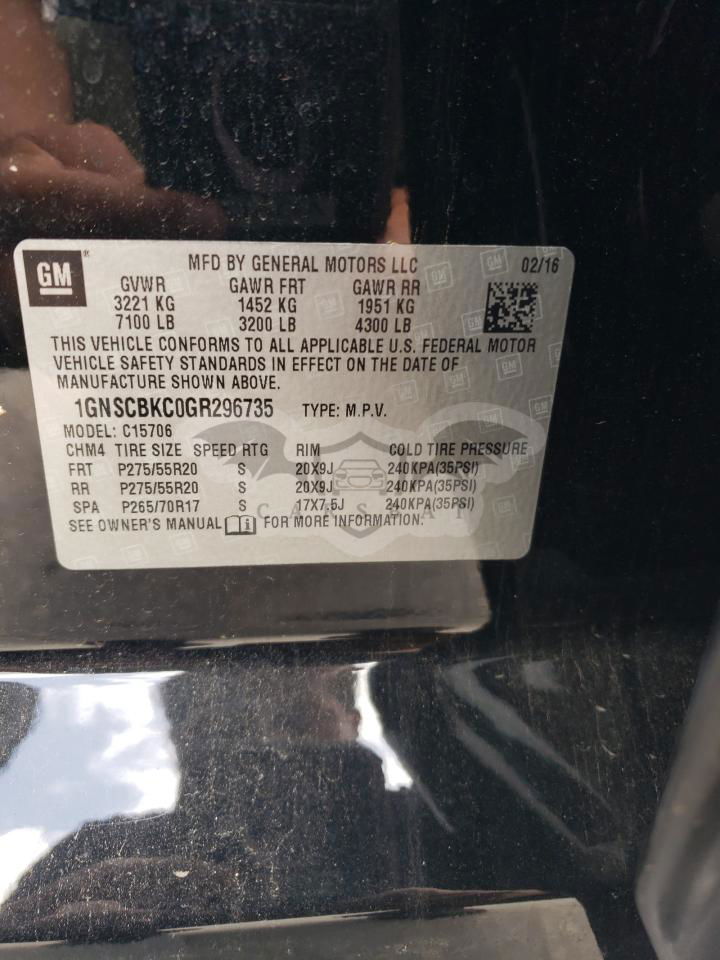 GM ® MFD BY GENERAL MOTORS LLC 02/16
GVWR GAWR FRT GAWR RR
3221 KG 1452 KG 1951 KG
7100 LB 3200 LB 4300 LB
THIS VEHICLE CONFORMS TO ALL APPLICABLE U.S. FEDERAL MOTOR
VEHICLE SAFETY STANDARDS IN EFFECT ON THE DATE OF
MANUFACTURE SHOWN ABOVE.
1GNSCBKC0GR296735 TYPE: M.P.V.
MODEL: C15706
CHM4 TIRE SIZE SPEED RTG RIM COLD TIRE PRESSURE
FRT P275/55R20 S 20X9J 240KPA(35PSI)
RR P275/55R20 S 20X9J 240KPA(35PSI)
SPA P265/70R17 S 17X7.5J 240KPA(35PSI)
SEE OWNER'S MANUAL FOR MORE INFORMATION.